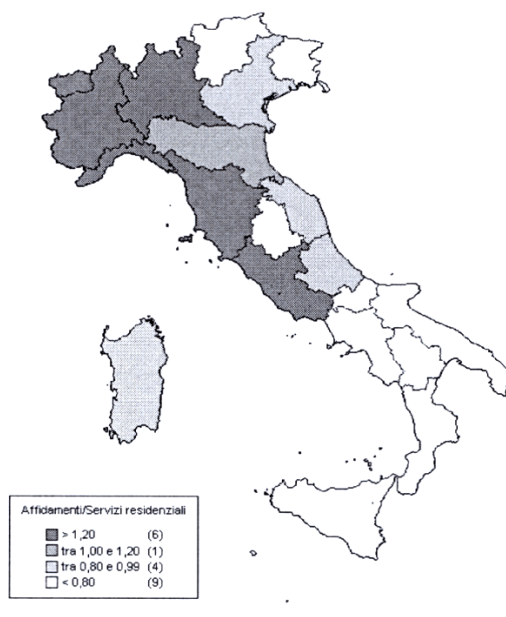 Affidamenti/Servizi residenziali
> 1,20 (6)
tra 1,00 e 1,20 (1)
tra 0,80 e 0,99 (4)
< 0,80 (9)